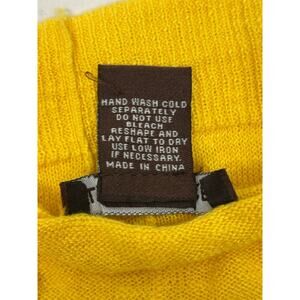 HAND WASH COLD
SEPARATELY
DO NOT USE
BLEACH
RESHAPE AND
LAY FLAT TO DRY
USE LOW IRON
IF NECESSARY.
MADE IN CHINA